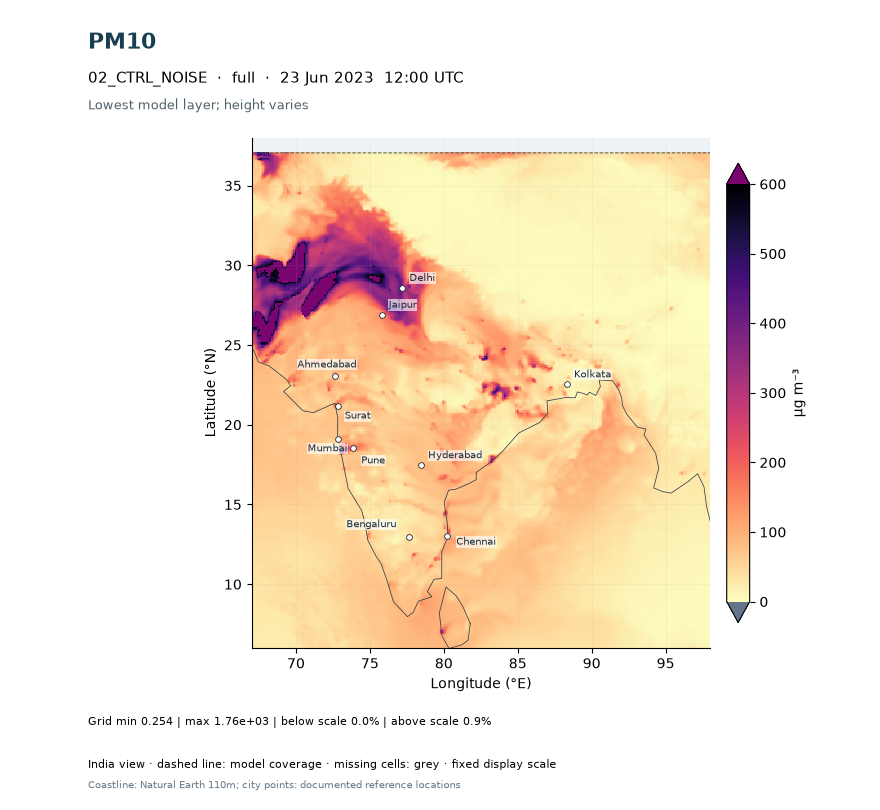 PM10
02_CTRL_NOISE · full · 23 Jun 2023 12:00 UTC
Lowest model layer; height varies
35
30
25
20
15
10
Latitude (°N)
Delhi
Jaipur
Ahmedabad
Kolkata
Surat
Mumbai
Pune
Hyderabad
Bengaluru
Chennai
70 75 80 85 90 95
Longitude (°E)
600
500
400
300
200
100
0
µg m⁻³
Grid min 0.254 | max 1.76e+03 | below scale 0.0% | above scale 0.9%
India view · dashed line: model coverage · missing cells: grey · fixed display scale
Coastline: Natural Earth 110m; city points: documented reference locations